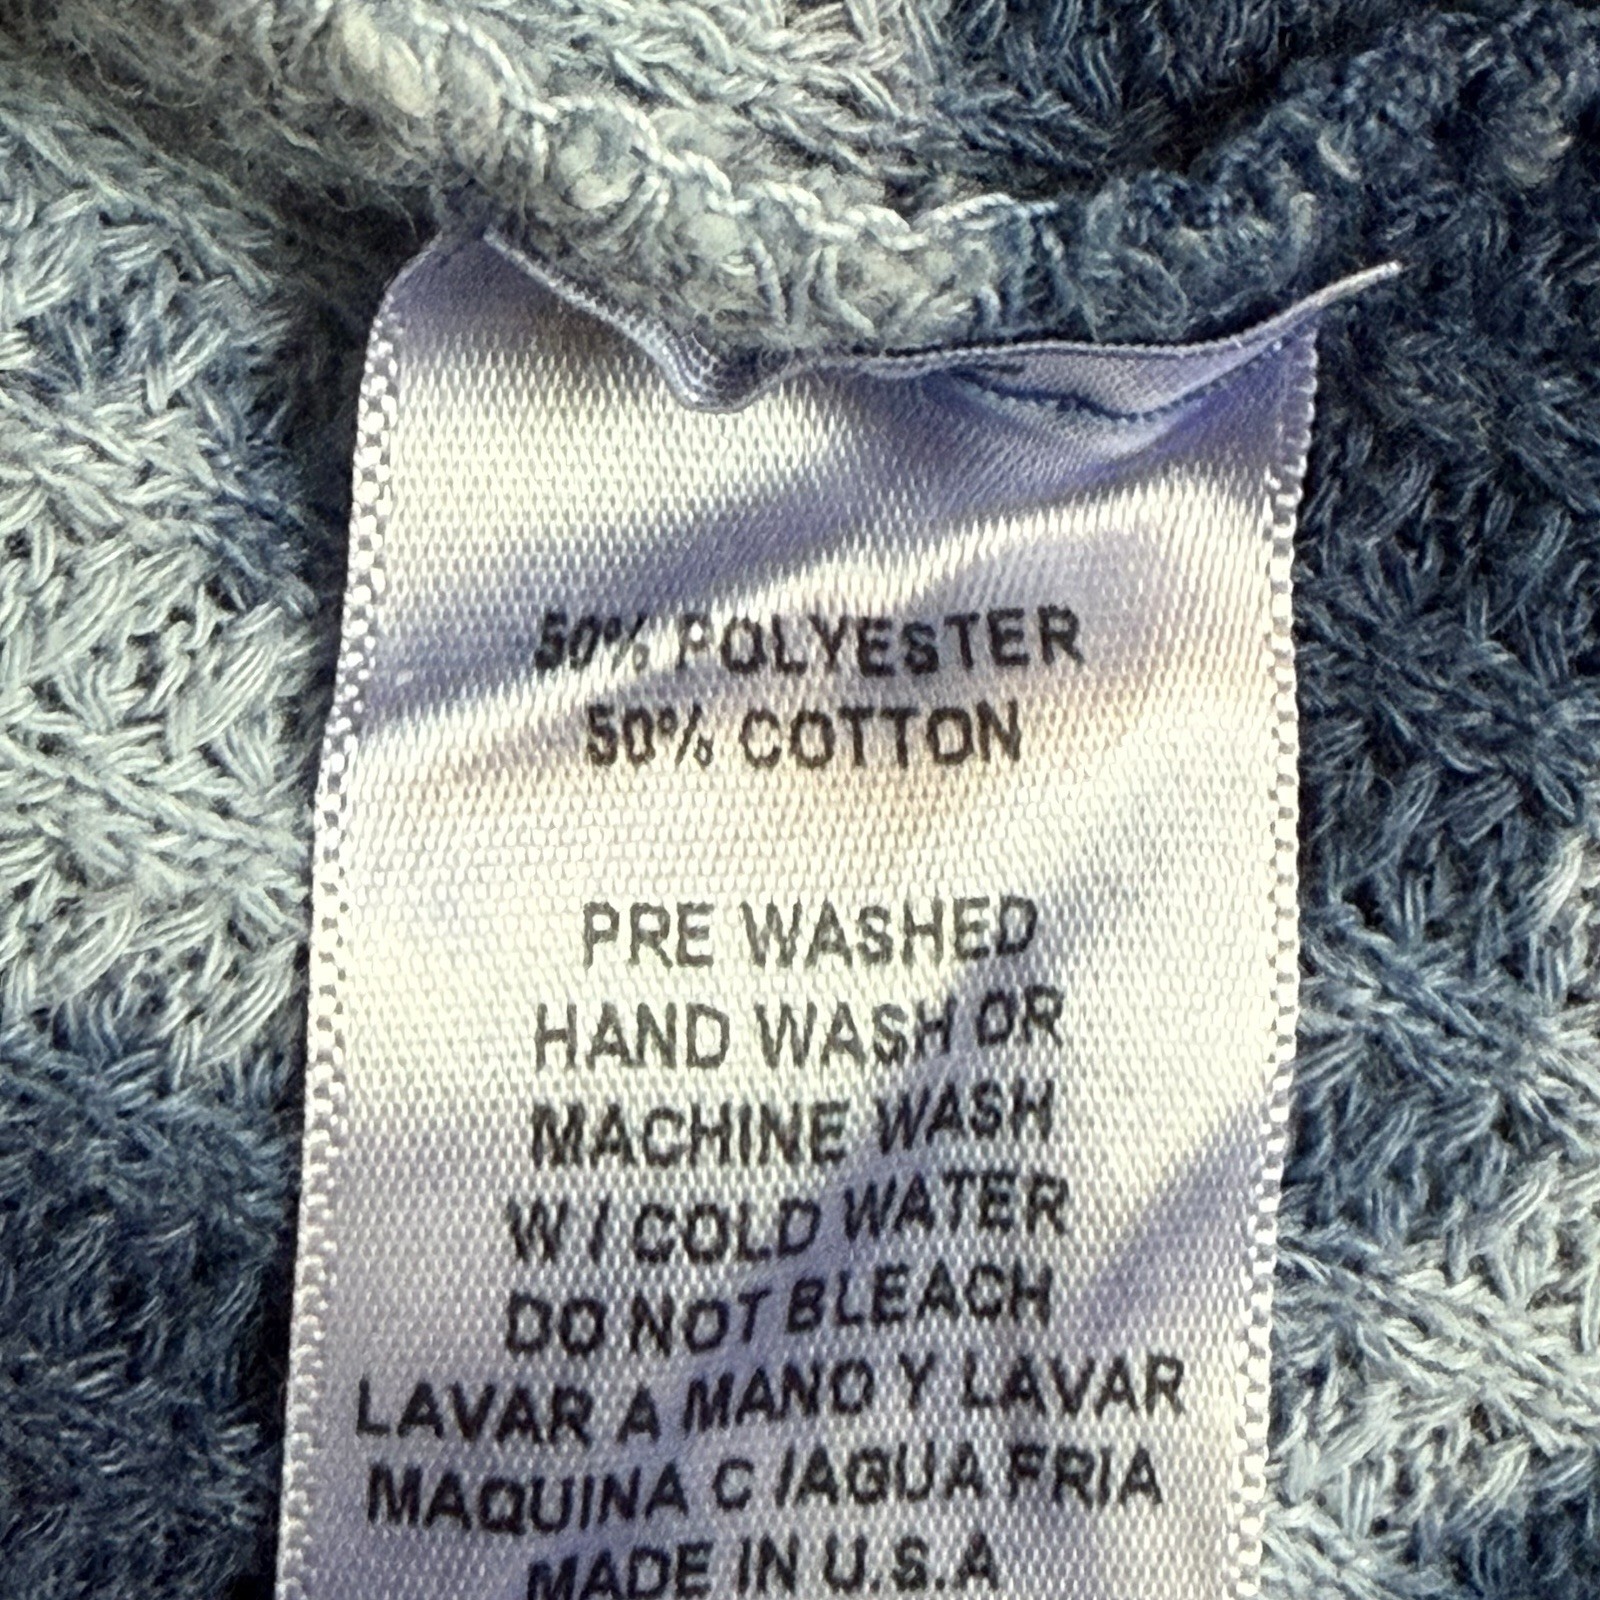 50% POLYESTER
50% COTTON
PRE WASHED
HAND WASH OR
MACHINE WASH
W / COLD WATER
DO NOT BLEACH
LAVAR A MANO Y LAVAR
MAQUINA C /AGUA FRIA
MADE IN U.S.A